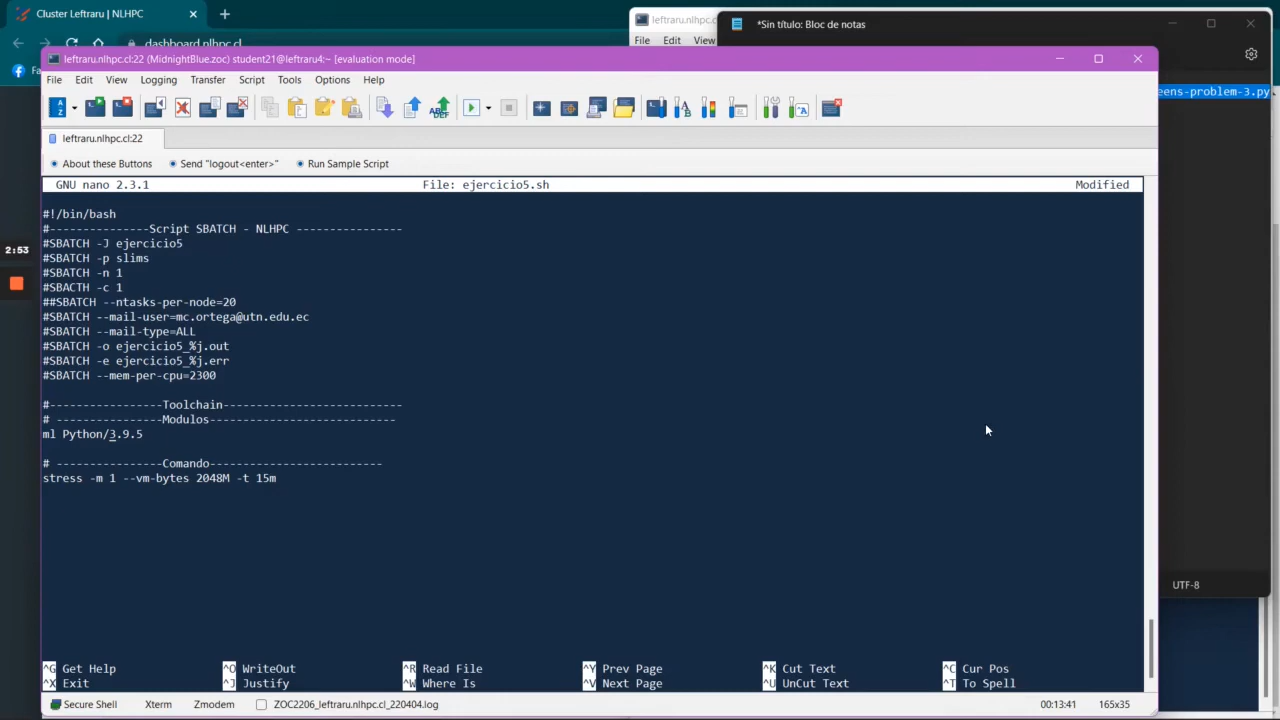 Cluster Leftraru | NLHPC
dashboard.nlhpc.cl
leftraru.nlhpc.c
File Edit View
*Sin título: Bloc de notas
eens-problem-3.py
UTF-8
2:53
leftraru.nlhpc.cl:22 (MidnightBlue.zoc) student21@leftraru4:~ [evaluation mode]
File Edit View Logging Transfer Script Tools Options Help
leftraru.nlhpc.cl:22
About these Buttons Send "logout<enter>" Run Sample Script
GNU nano 2.3.1 File: ejercicio5.sh Modified
#!/bin/bash
#---------------Script SBATCH - NLHPC ----------------
#SBATCH -J ejercicio5
#SBATCH -p slims
#SBATCH -n 1
#SBACTH -c 1
##SBATCH --ntasks-per-node=20
#SBATCH --mail-user=mc.ortega@utn.edu.ec
#SBATCH --mail-type=ALL
#SBATCH -o ejercicio5_%j.out
#SBATCH -e ejercicio5_%j.err
#SBATCH --mem-per-cpu=2300
#-----------------Toolchain---------------------------
# ----------------Modulos----------------------------
ml Python/3.9.5
# ----------------Comando--------------------------
stress -m 1 --vm-bytes 2048M -t 15m
^G Get Help ^O WriteOut ^R Read File ^Y Prev Page ^K Cut Text ^C Cur Pos
^X Exit ^J Justify ^W Where Is ^V Next Page ^U UnCut Text ^T To Spell
Secure Shell Xterm Zmodem ZOC2206_leftraru.nlhpc.cl_220404.log 00:13:41 165x35